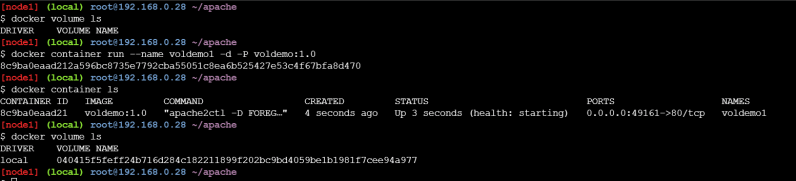 [node1] (local) root@192.168.0.28 ~/apache
$ docker volume ls
DRIVER    VOLUME NAME
[node1] (local) root@192.168.0.28 ~/apache
$ docker container run --name voldemo1 -d -P voldemo:1.0
8c9ba0eaad212a596bc8735e7792cba55051c8ea6b525427e53c4f67bfa8d470
[node1] (local) root@192.168.0.28 ~/apache
$ docker container ls
CONTAINER ID   IMAGE         COMMAND                  CREATED         STATUS                            PORTS                   NAMES
8c9ba0eaad21   voldemo:1.0   "apache2ctl -D FOREG…"   4 seconds ago   Up 3 seconds (health: starting)   0.0.0.0:49161->80/tcp   voldemo1
[node1] (local) root@192.168.0.28 ~/apache
$ docker volume ls
DRIVER    VOLUME NAME
local     040415f5feff24b716d284c182211899f202bc9bd4059be1b1981f7cee94a977
[node1] (local) root@192.168.0.28 ~/apache